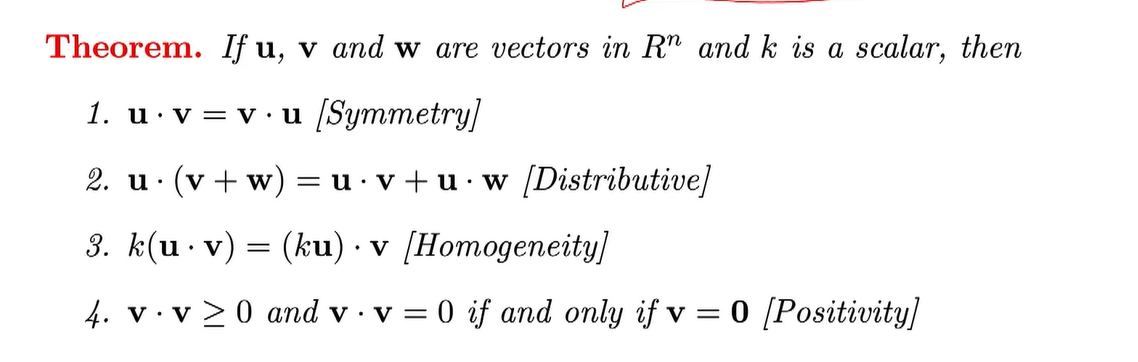 Theorem. If u, v and w are vectors in Rⁿ and k is a scalar, then
1. u · v = v · u [Symmetry]
2. u · (v + w) = u · v + u · w [Distributive]
3. k(u · v) = (ku) · v [Homogeneity]
4. v · v ≥ 0 and v · v = 0 if and only if v = 0 [Positivity]